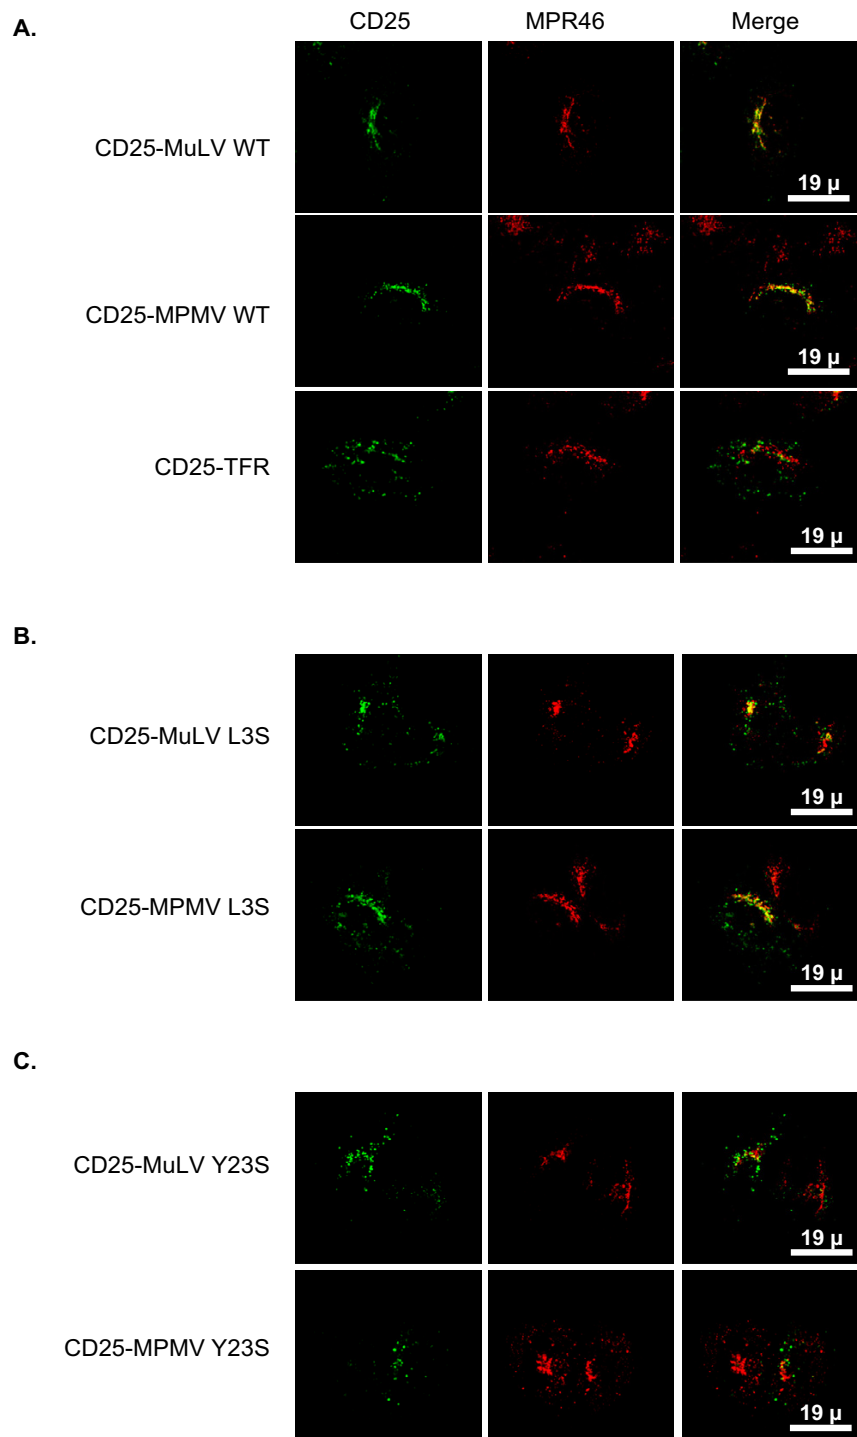 A.
CD25 MPR46 Merge
CD25-MuLV WT
19 µ
CD25-MPMV WT
19 µ
CD25-TFR
19 µ
B.
CD25-MuLV L3S
19 µ
CD25-MPMV L3S
19 µ
C.
CD25-MuLV Y23S
19 µ
CD25-MPMV Y23S
19 µ